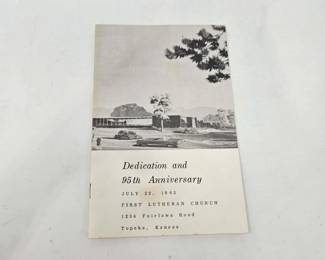 Dedication and
95th Anniversary
JULY 22, 1962
FIRST LUTHERAN CHURCH
1234 Fairlawn Road
Topeka, Kansas